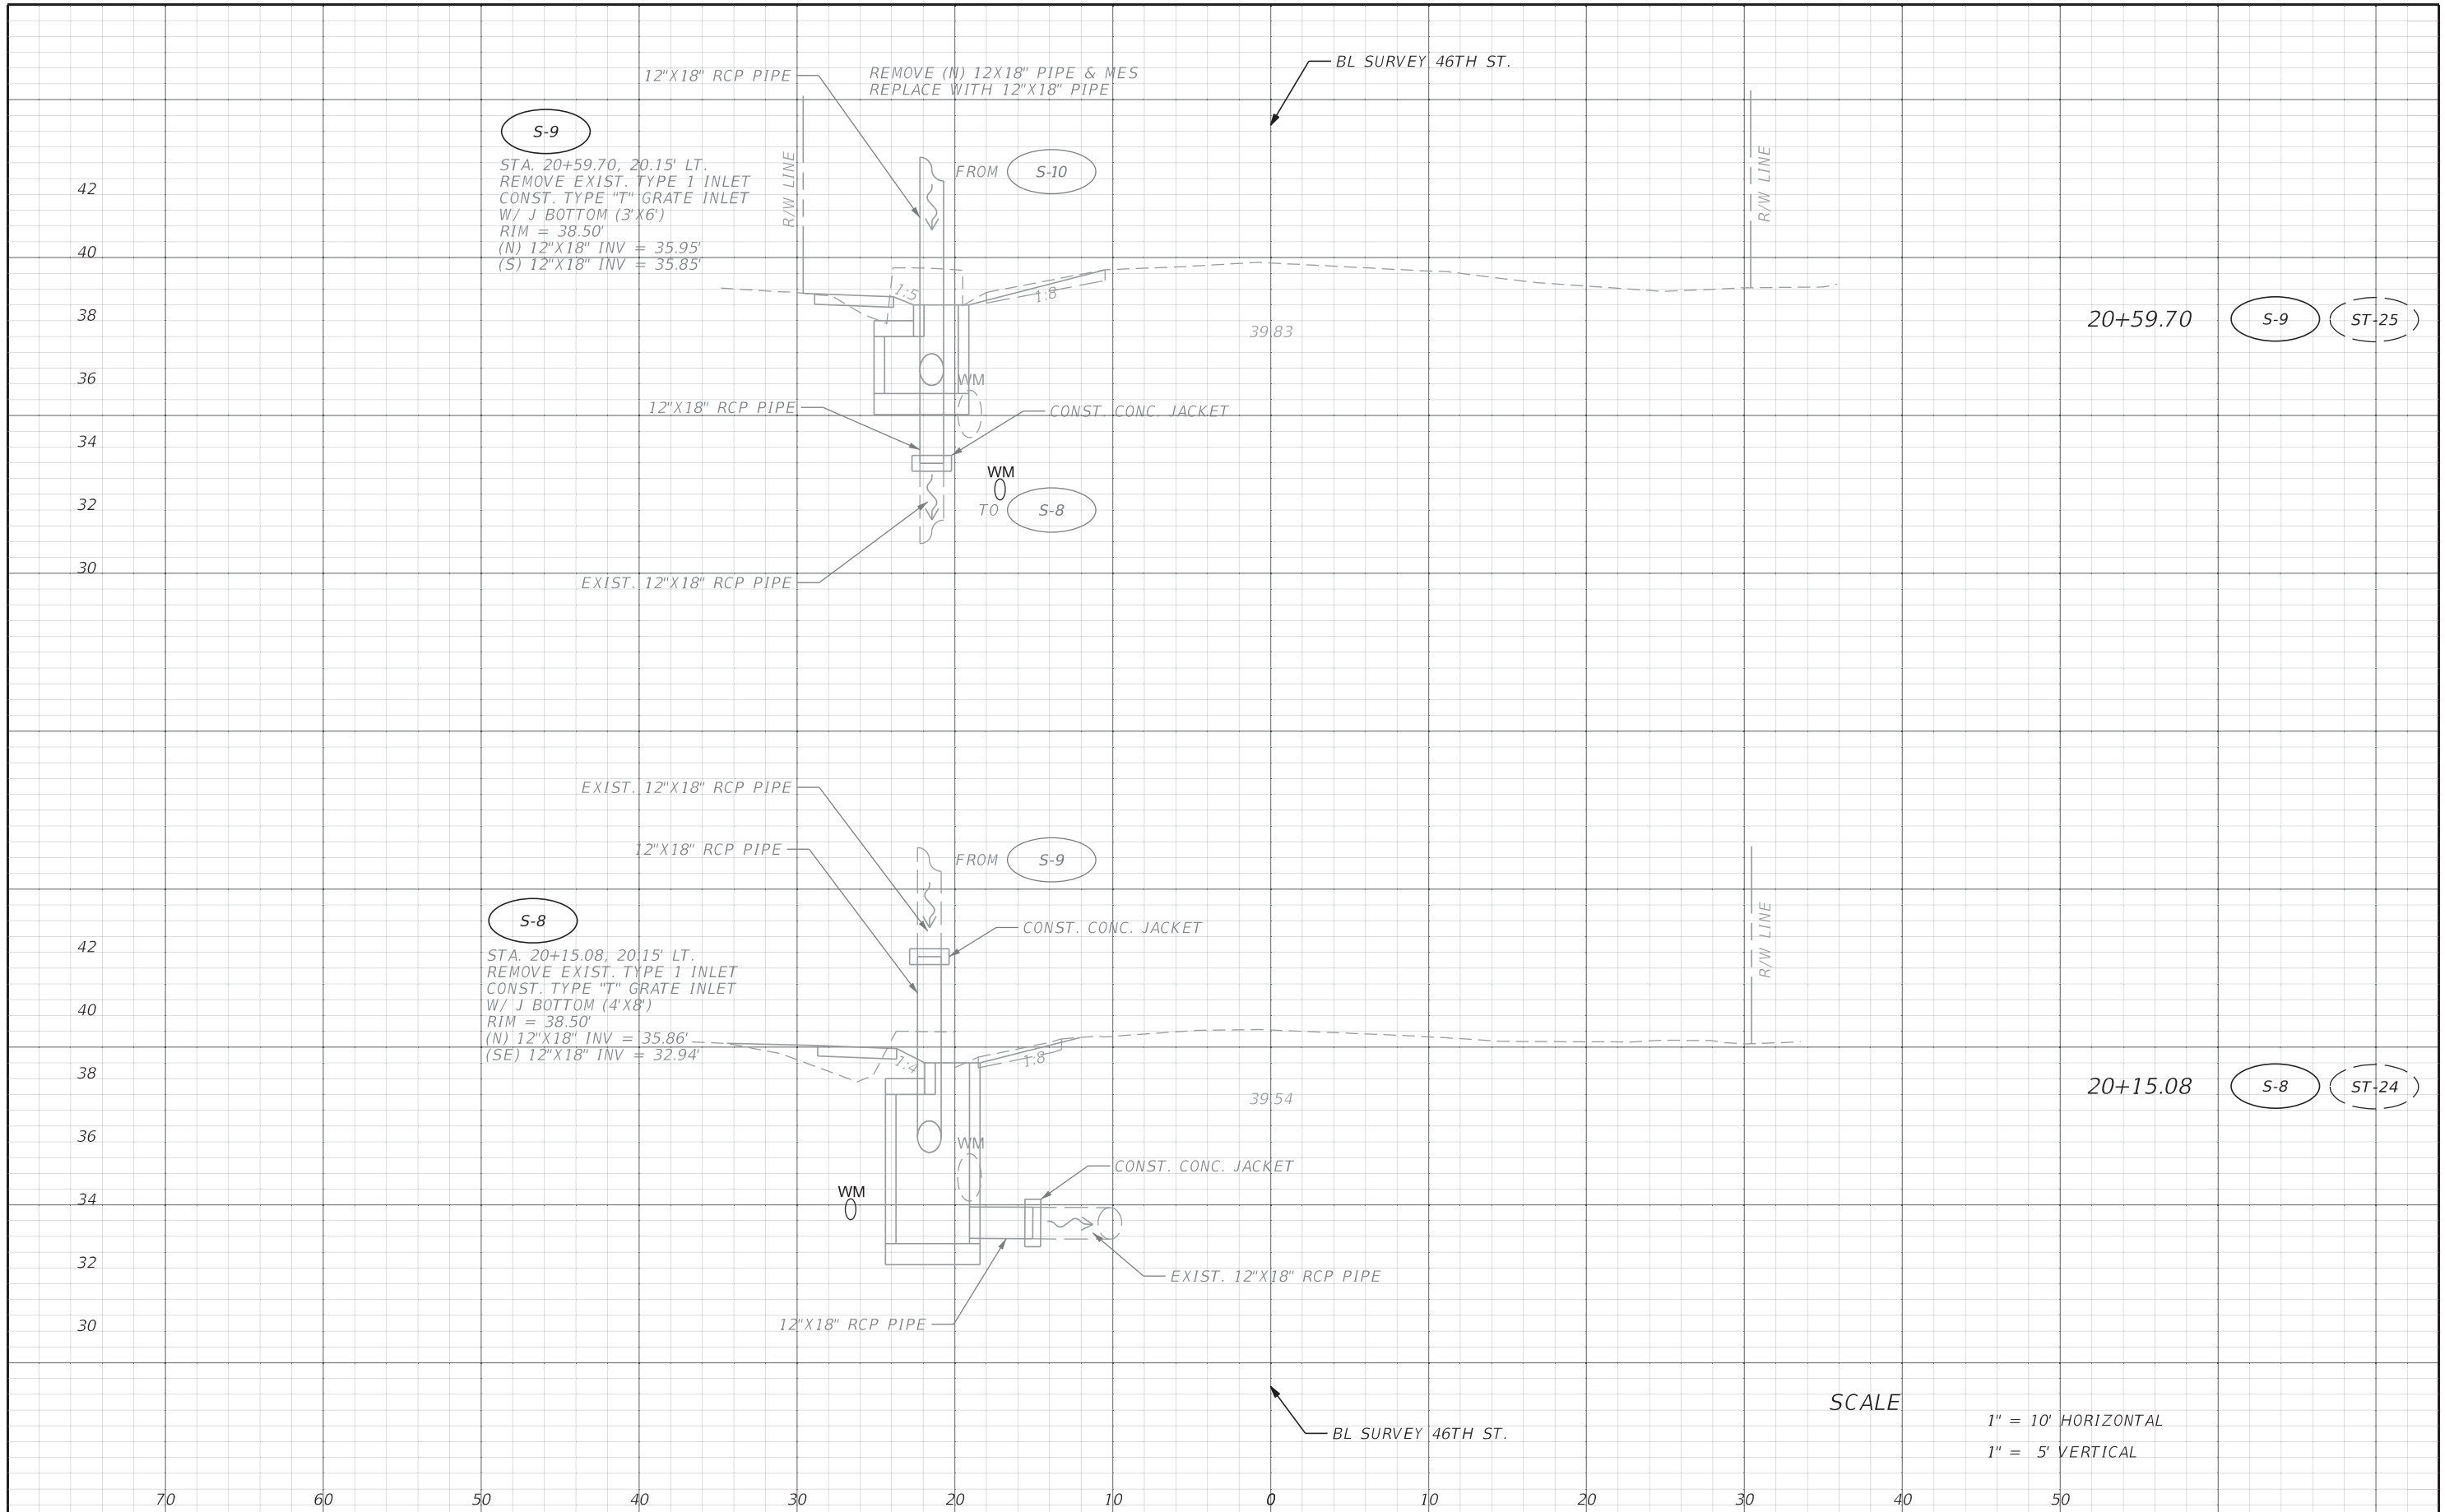 BL SURVEY 46TH ST.
12"X18" RCP PIPE
REMOVE (N) 12X18" PIPE & MES
REPLACE WITH 12"X18" PIPE
S-9
STA. 20+59.70, 20.15' LT.
REMOVE EXIST. TYPE 1 INLET
CONST. TYPE "T" GRATE INLET
W/ J BOTTOM (3'X6')
RIM = 38.50'
(N) 12"X18" INV = 35.95'
(S) 12"X18" INV = 35.85'
R/W LINE
FROM
S-10
R/W LINE
42
40
38
36
34
32
30
1:5
1:8
39.83
20+59.70
S-9
ST-25
WM
12"X18" RCP PIPE
CONST. CONC. JACKET
WM
TO
S-8
EXIST. 12"X18" RCP PIPE
EXIST. 12"X18" RCP PIPE
12"X18" RCP PIPE
FROM
S-9
S-8
CONST. CONC. JACKET
STA. 20+15.08, 20.15' LT.
REMOVE EXIST. TYPE 1 INLET
CONST. TYPE "T" GRATE INLET
W/ J BOTTOM (4'X8')
RIM = 38.50'
(N) 12"X18" INV = 35.86'
(SE) 12"X18" INV = 32.94'
R/W LINE
42
40
38
36
34
32
30
1:4
1:8
39.54
20+15.08
S-8
ST-24
WM
WM
CONST. CONC. JACKET
EXIST. 12"X18" RCP PIPE
12"X18" RCP PIPE
BL SURVEY 46TH ST.
SCALE
1" = 10' HORIZONTAL
1" = 5' VERTICAL
70 60 50 40 30 20 10 0 10 20 30 40 50